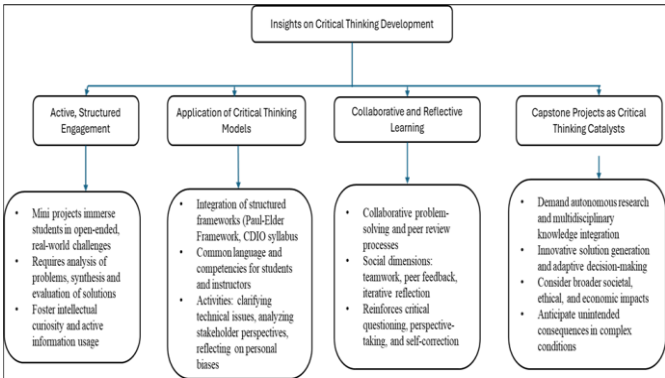 Insights on Critical Thinking Development
Active, Structured
Engagement
Application of Critical Thinking
Models
Collaborative and Reflective
Learning
Capstone Projects as Critical
Thinking Catalysts
• Mini projects immerse
students in open-ended,
real-world challenges
• Requires analysis of
problems, synthesis and
evaluation of solutions
• Foster intellectual
curiosity and active
information usage
• Integration of structured
frameworks (Paul-Elder
Framework, CDIO syllabus
• Common language and
competencies for students
and instructors
• Activities: clarifying
technical issues, analyzing
stakeholder perspectives,
reflecting on personal
biases
• Collaborative problem-
solving and peer review
processes
• Social dimensions:
teamwork, peer feedback,
iterative reflection
• Reinforces critical
questioning, perspective-
taking, and self-correction
• Demand autonomous research
and multidisciplinary
knowledge integration
• Innovative solution generation
and adaptive decision-making
• Consider broader societal,
ethical, and economic impacts
• Anticipate unintended
consequences in complex
conditions